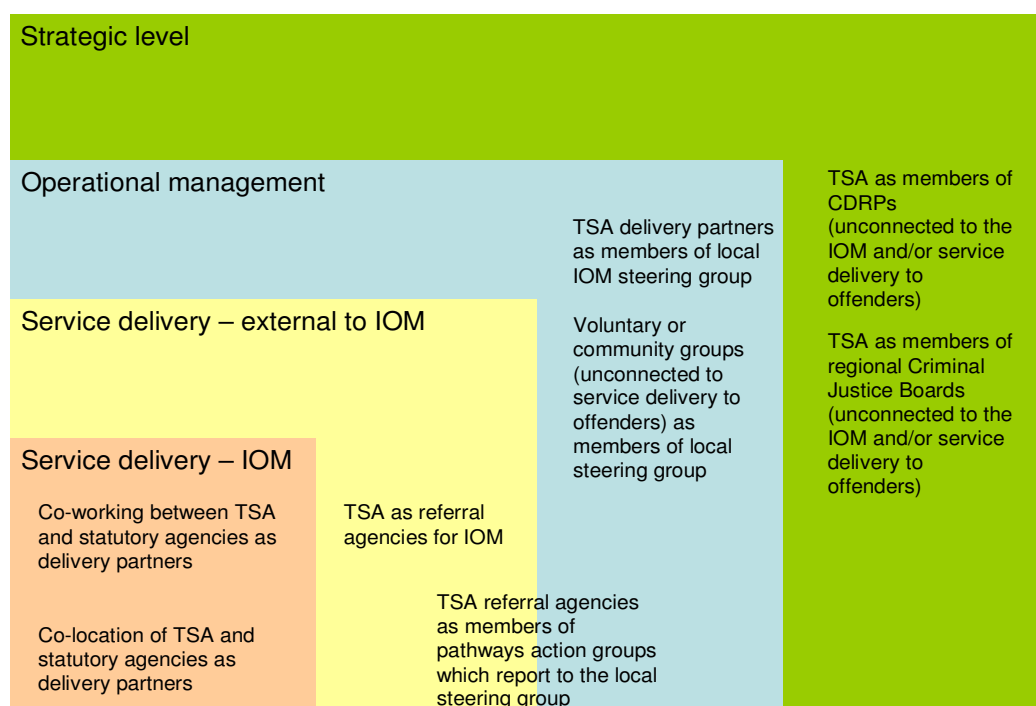 Strategic level
Operational management
TSA delivery partners
as members of local
IOM steering group
TSA as members of
CDRPs
(unconnected to the
IOM and/or service
delivery to
offenders)
Service delivery – external to IOM
Voluntary or
community groups
(unconnected to
service delivery to
offenders) as
members of local
steering group
TSA as members of
regional Criminal
Justice Boards
(unconnected to the
IOM and/or service
delivery to
offenders)
Service delivery – IOM
Co-working between TSA
and statutory agencies as
delivery partners
TSA as referral
agencies for IOM
Co-location of TSA and
statutory agencies as
delivery partners
TSA referral agencies
as members of
pathways action groups
which report to the local
steering group